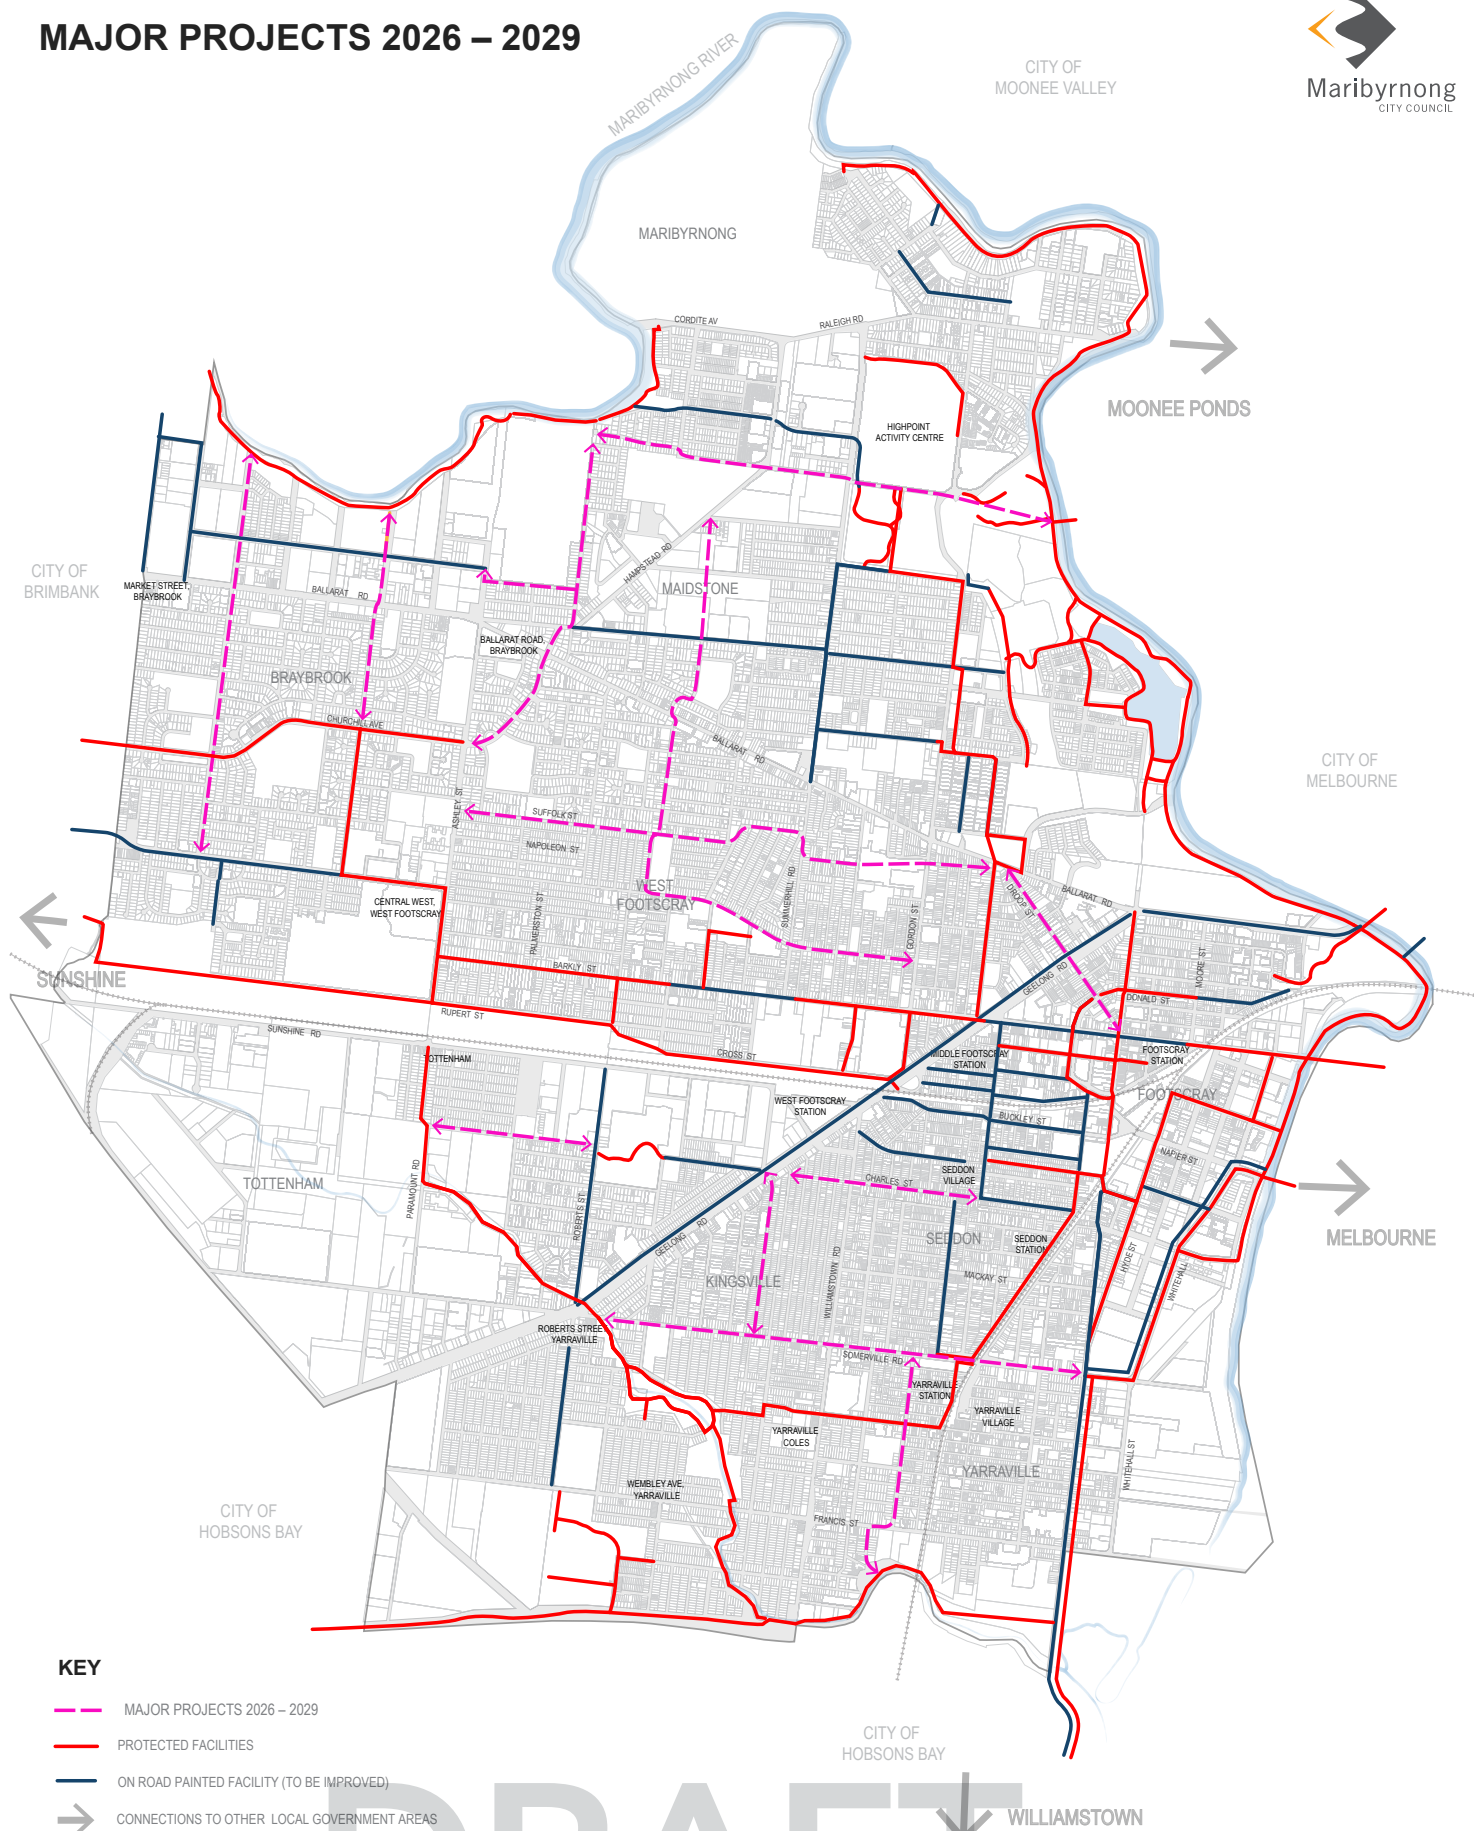 MAJOR PROJECTS 2026 – 2029
Maribyrnong
CITY COUNCIL
MARIBYRNONG RIVER
CITY OF
MOONEE VALLEY
MARIBYRNONG
CORDITE AV
RALEIGH RD
MOONEE PONDS
HIGHPOINT
ACTIVITY CENTRE
HAMPSTEAD RD
CITY OF
BRIMBANK
MARKET STREET,
BRAYBROOK
BALLARAT RD
MAIDSTONE
BALLARAT ROAD,
BRAYBROOK
BRAYBROOK
CHURCHILL AVE
BALLARAT RD
CITY OF
MELBOURNE
ASHLEY ST
SUFFOLK ST
NAPOLEON ST
WEST
FOOTSCRAY
SUMMERHILL RD
PALMERSTON ST
GORDON ST
DROOP ST
BALLARAT RD
CENTRAL WEST,
WEST FOOTSCRAY
SUNSHINE
BARKLY ST
GEELONG RD
MOORE ST
DONALD ST
RUPERT ST
SUNSHINE RD
CROSS ST
TOTTENHAM
MIDDLE FOOTSCRAY
STATION
FOOTSCRAY
STATION
FOOTSCRAY
WEST FOOTSCRAY
STATION
BUCKLEY ST
NAPIER ST
TOTTENHAM
PARAMOUNT RD
ROBERTS ST
CHARLES ST
SEDDON
VILLAGE
GEELONG RD
SEDDON
SEDDON
STATION
HYDE ST
MELBOURNE
KINGSVILLE
WILLIAMSTOWN RD
MACKAY ST
WHITEHALL
ROBERTS STREE
YARRAVILLE
SOMERVILLE RD
YARRAVILLE
STATION
YARRAVILLE
VILLAGE
YARRAVILLE
COLES
WHITEHALL ST
YARRAVILLE
WEMBLEY AVE,
YARRAVILLE
CITY OF
HOBSONS BAY
FRANCIS ST
KEY
MAJOR PROJECTS 2026 – 2029
PROTECTED FACILITIES
ON ROAD PAINTED FACILITY (TO BE IMPROVED)
CONNECTIONS TO OTHER LOCAL GOVERNMENT AREAS
CITY OF
HOBSONS BAY
WILLIAMSTOWN
DRAFT